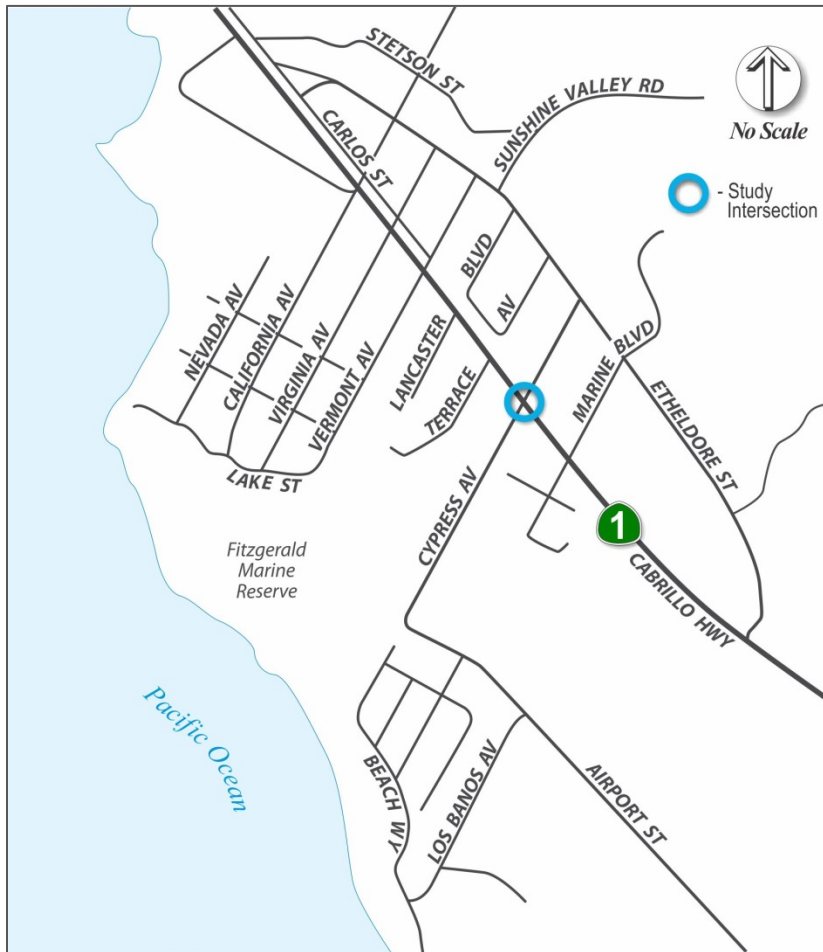 STETSON ST
SUNSHINE VALLEY RD
No Scale
CARLOS ST
- Study
Intersection
BLVD
NEVADA AV
CALIFORNIA AV
VIRGINIA AV
VERMONT AV
LANCASTER
AV
TERRACE
MARINE BLVD
ETHELDORE ST
LAKE ST
CYPRESS AV
1
Fitzgerald
Marine
Reserve
CABRILLO HWY
Pacific Ocean
BEACH WY
LOS BANOS AV
AIRPORT ST